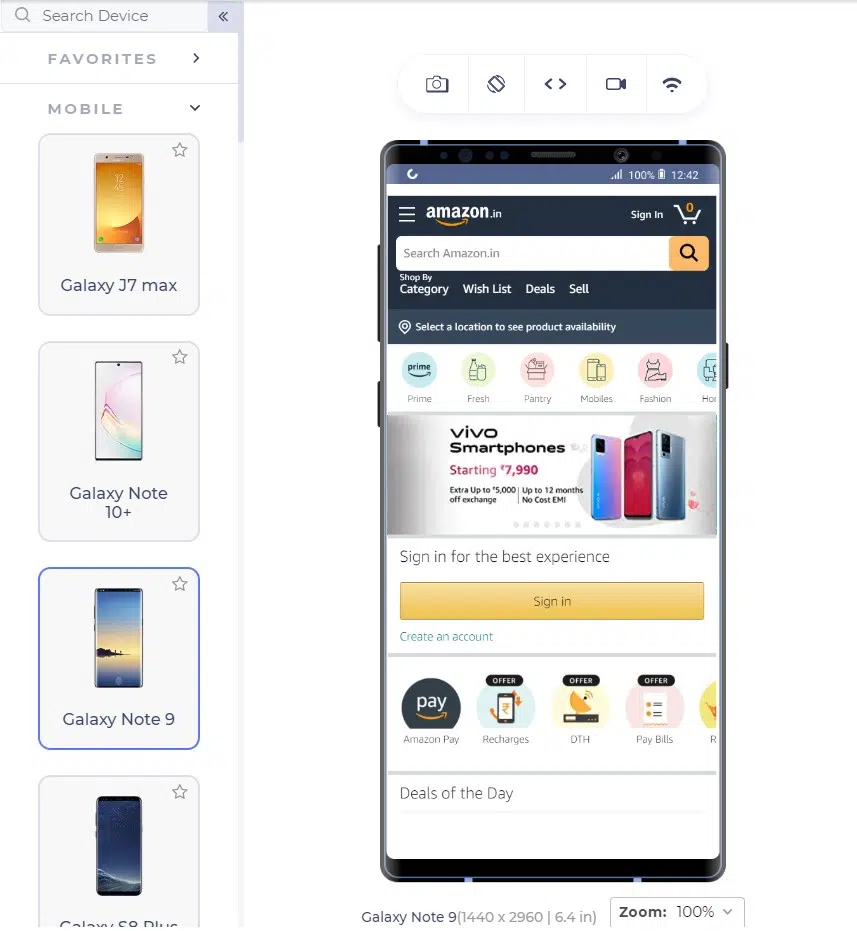 Search Device
FAVORITES
MOBILE
Galaxy J7 max
Galaxy Note
10+
Galaxy Note 9
Galaxy S8 Plus
100% 12:42
amazon.in
Sign In
0
Search Amazon.in
Shop By
Category Wish List Deals Sell
Select a location to see product availability
prime
Prime Fresh Pantry Mobiles Fashion Hor
vivo
Smartphones
Starting ₹7,990
Extra Up to ₹5,000 | Up to 12 months
off exchange | No Cost EMI
Sign in for the best experience
Sign in
Create an account
OFFER OFFER OFFER
pay
Amazon Pay Recharges DTH Pay Bills R
Deals of the Day
Galaxy Note 9(1440 x 2960 | 6.4 in)
Zoom: 100%